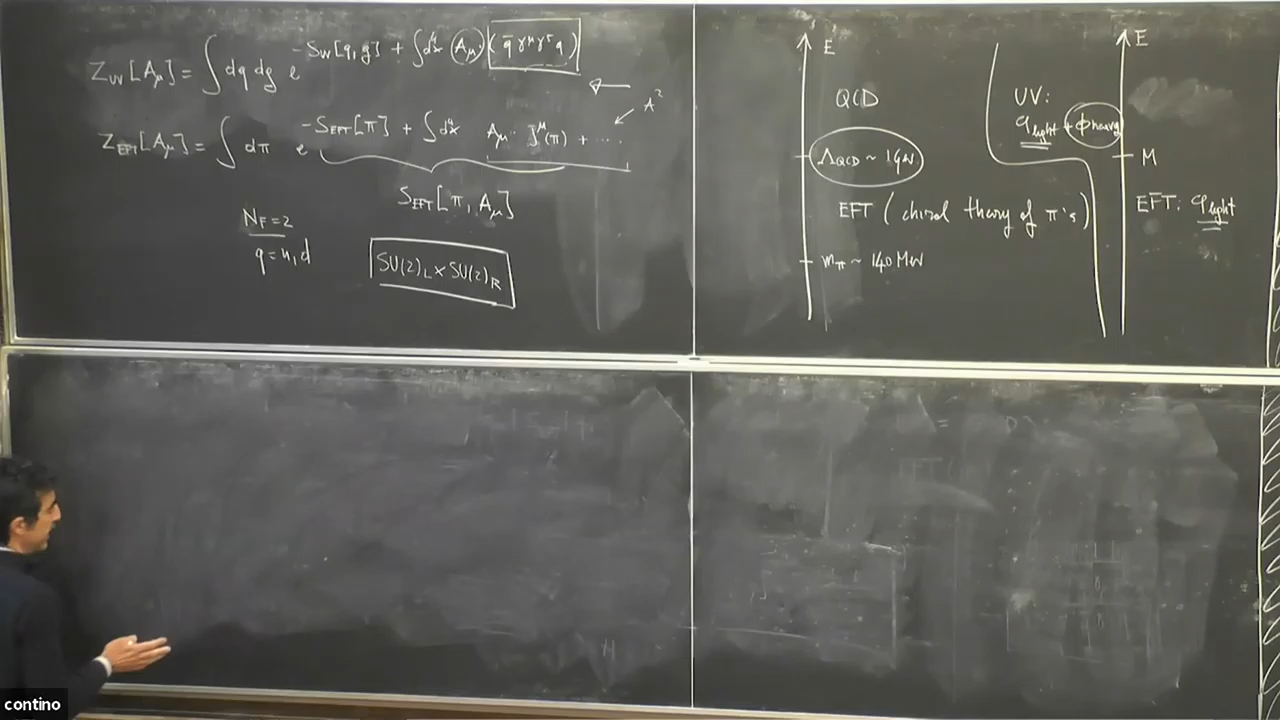 Z_UV[A_μ] = ∫ dq dg e^{-S_UV[q,g] + ∫d⁴x A_μ (q̄ γ^μ γ⁵ q)}
A²
Z_EFT[A_μ] = ∫ dπ e^{-S_EFT[π] + ∫d⁴x A_μ · J^μ(π) + ...}
S_EFT[π, A_μ]
N_F = 2
q = u, d
SU(2)_L × SU(2)_R
E
QCD
Λ_QCD ~ 1 GeV
EFT (chiral theory of π's)
m_π ~ 140 MeV
UV:
q_light + φ_heavy
E
M
EFT: q_light
contino